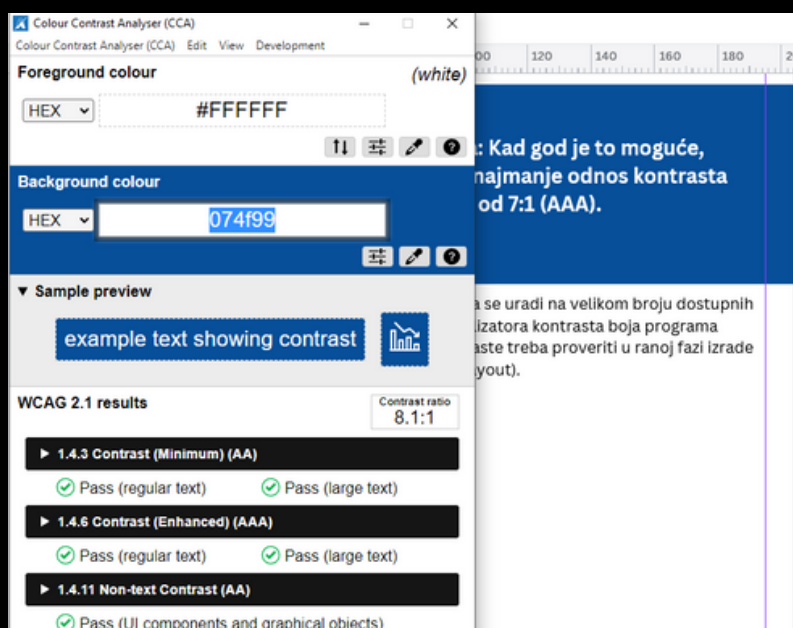 Colour Contrast Analyser (CCA)
Colour Contrast Analyser (CCA) Edit View Development
Foreground colour (white)
HEX #FFFFFF
Background colour
HEX 074f99
Sample preview
example text showing contrast
WCAG 2.1 results
Contrast ratio
8.1:1
1.4.3 Contrast (Minimum) (AA)
Pass (regular text) Pass (large text)
1.4.6 Contrast (Enhanced) (AAA)
Pass (regular text) Pass (large text)
1.4.11 Non-text Contrast (AA)
Pass (UI components and graphical objects)
120 140 160 180
: Kad god je to moguće,
najmanje odnos kontrasta
od 7:1 (AAA).
se uradi na velikom broju dostupnih
kontrasta boja programa
treba proveriti u ranoj fazi izrade